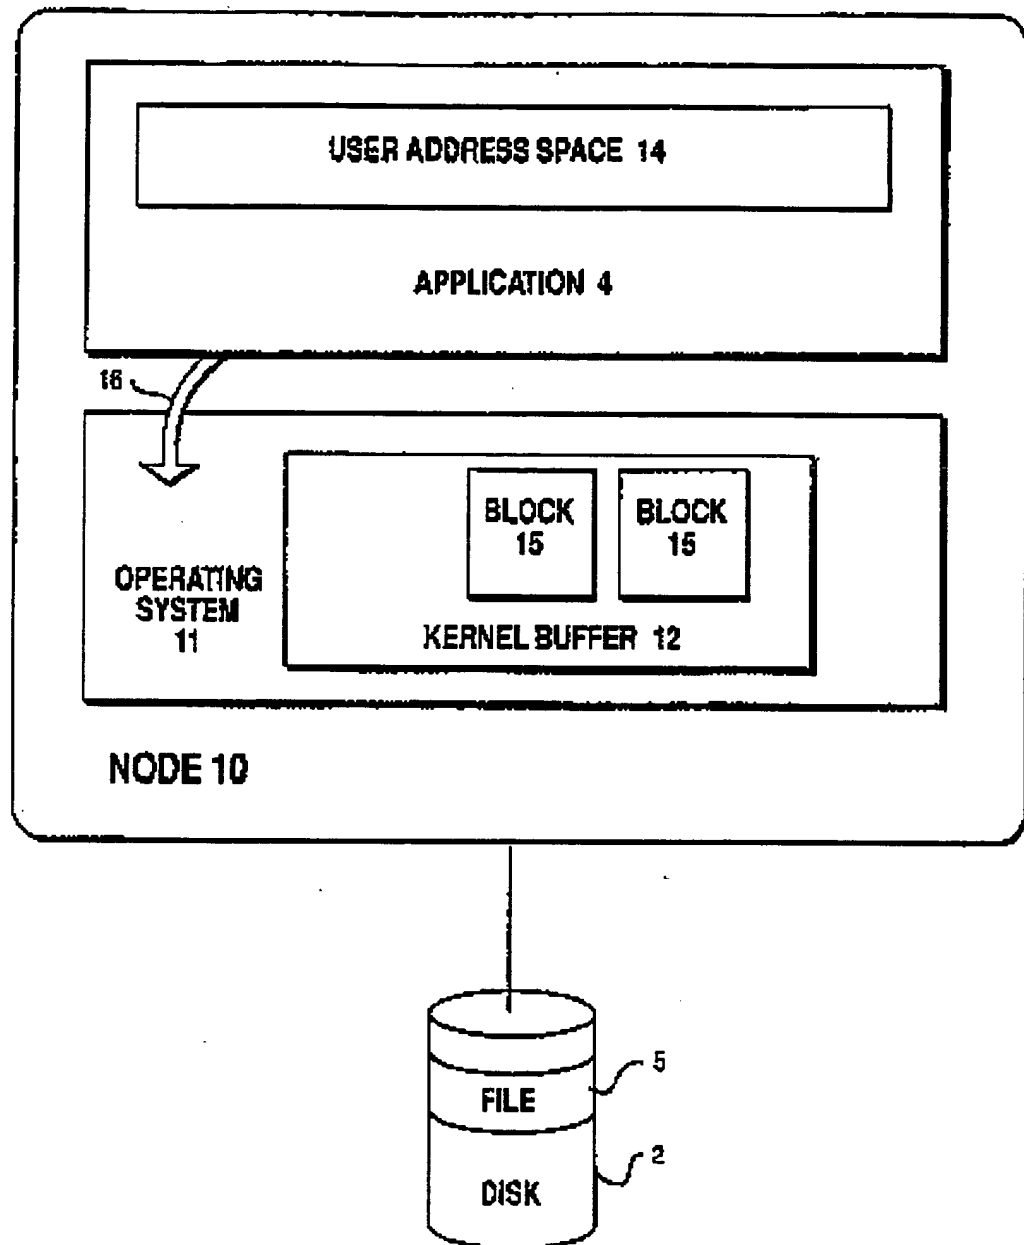 USER ADDRESS SPACE 14
APPLICATION 4
16
BLOCK
15
BLOCK
15
OPERATING
SYSTEM
11
KERNEL BUFFER 12
NODE 10
FILE
5
DISK
2